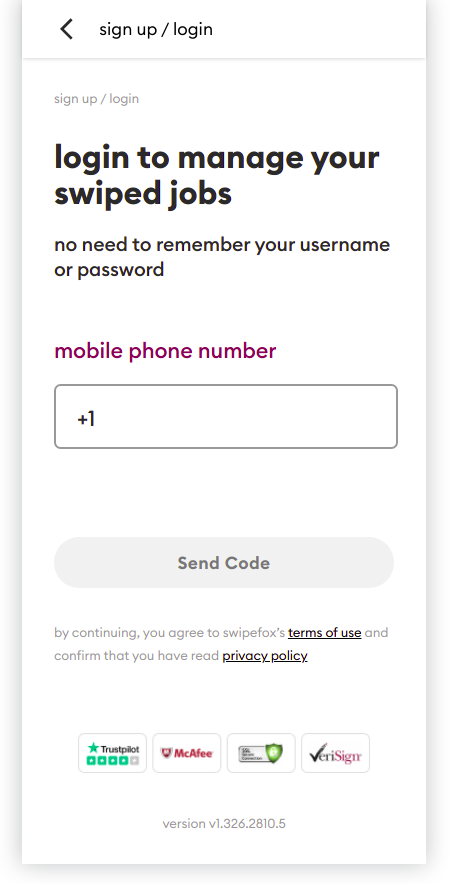 sign up / login
sign up / login
login to manage your
swiped jobs
no need to remember your username
or password
mobile phone number
+1
Send Code
by continuing, you agree to swipefox's terms of use and
confirm that you have read privacy policy
Trustpilot
McAfee
SSL
Secure
Connection
VeriSign
version v1.326.2810.5